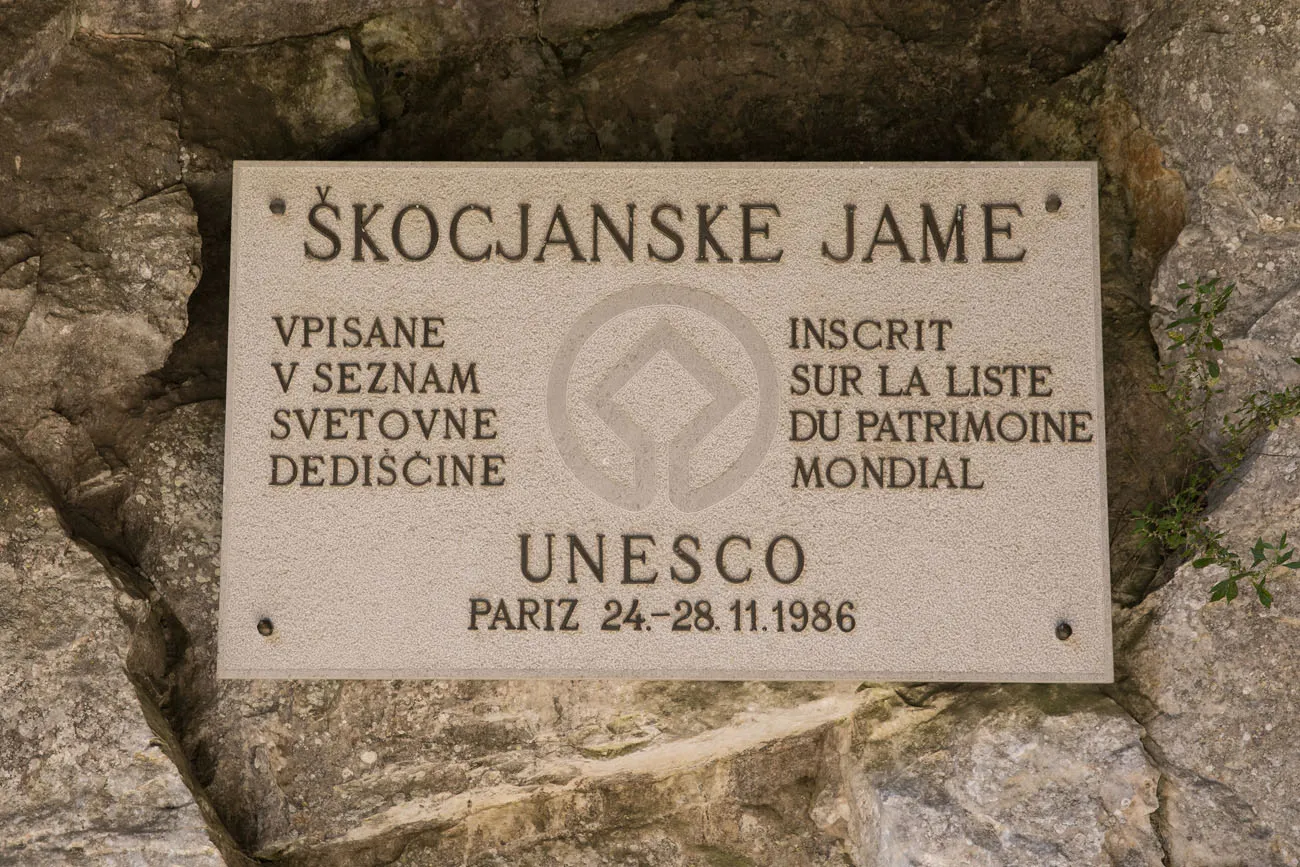 ŠKOCJANSKE JAME
VPISANE
V SEZNAM
SVETOVNE
DEDIŠČINE
INSCRIT
SUR LA LISTE
DU PATRIMOINE
MONDIAL
UNESCO
PARIZ 24.–28. 11. 1986